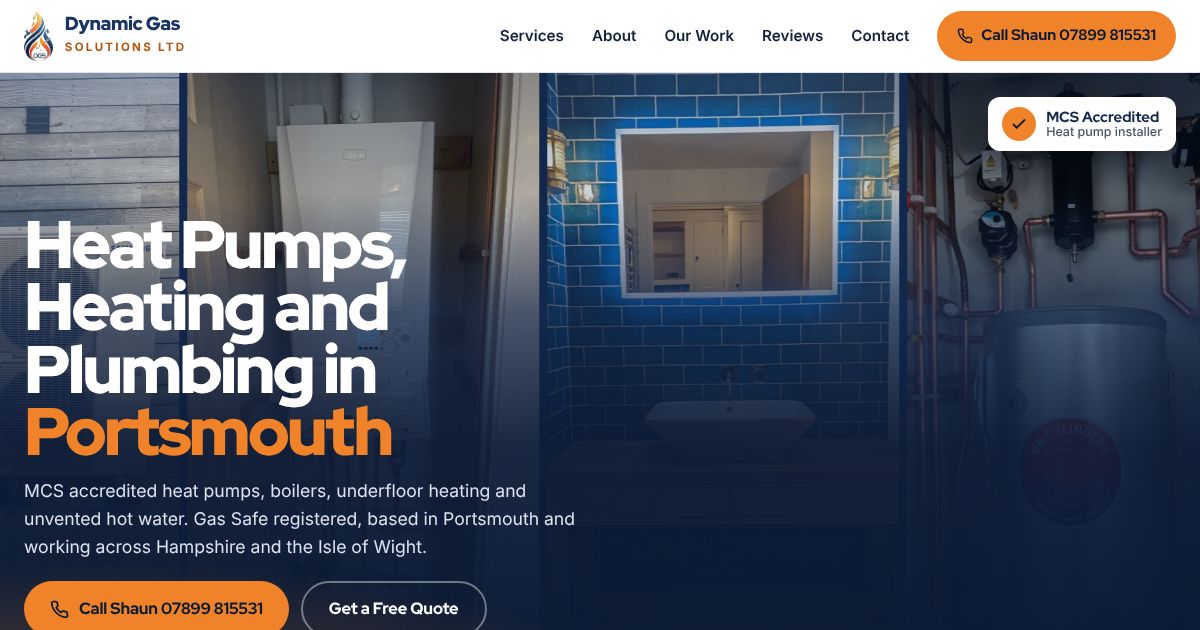 Dynamic Gas
SOLUTIONS LTD
DGS
Services
About
Our Work
Reviews
Contact
Call Shaun 07899 815531
MCS Accredited
Heat pump installer
Heat Pumps,
Heating and
Plumbing in
Portsmouth
MCS accredited heat pumps, boilers, underfloor heating and
unvented hot water. Gas Safe registered, based in Portsmouth and
working across Hampshire and the Isle of Wight.
Call Shaun 07899 815531
Get a Free Quote
UK CYLINDERS